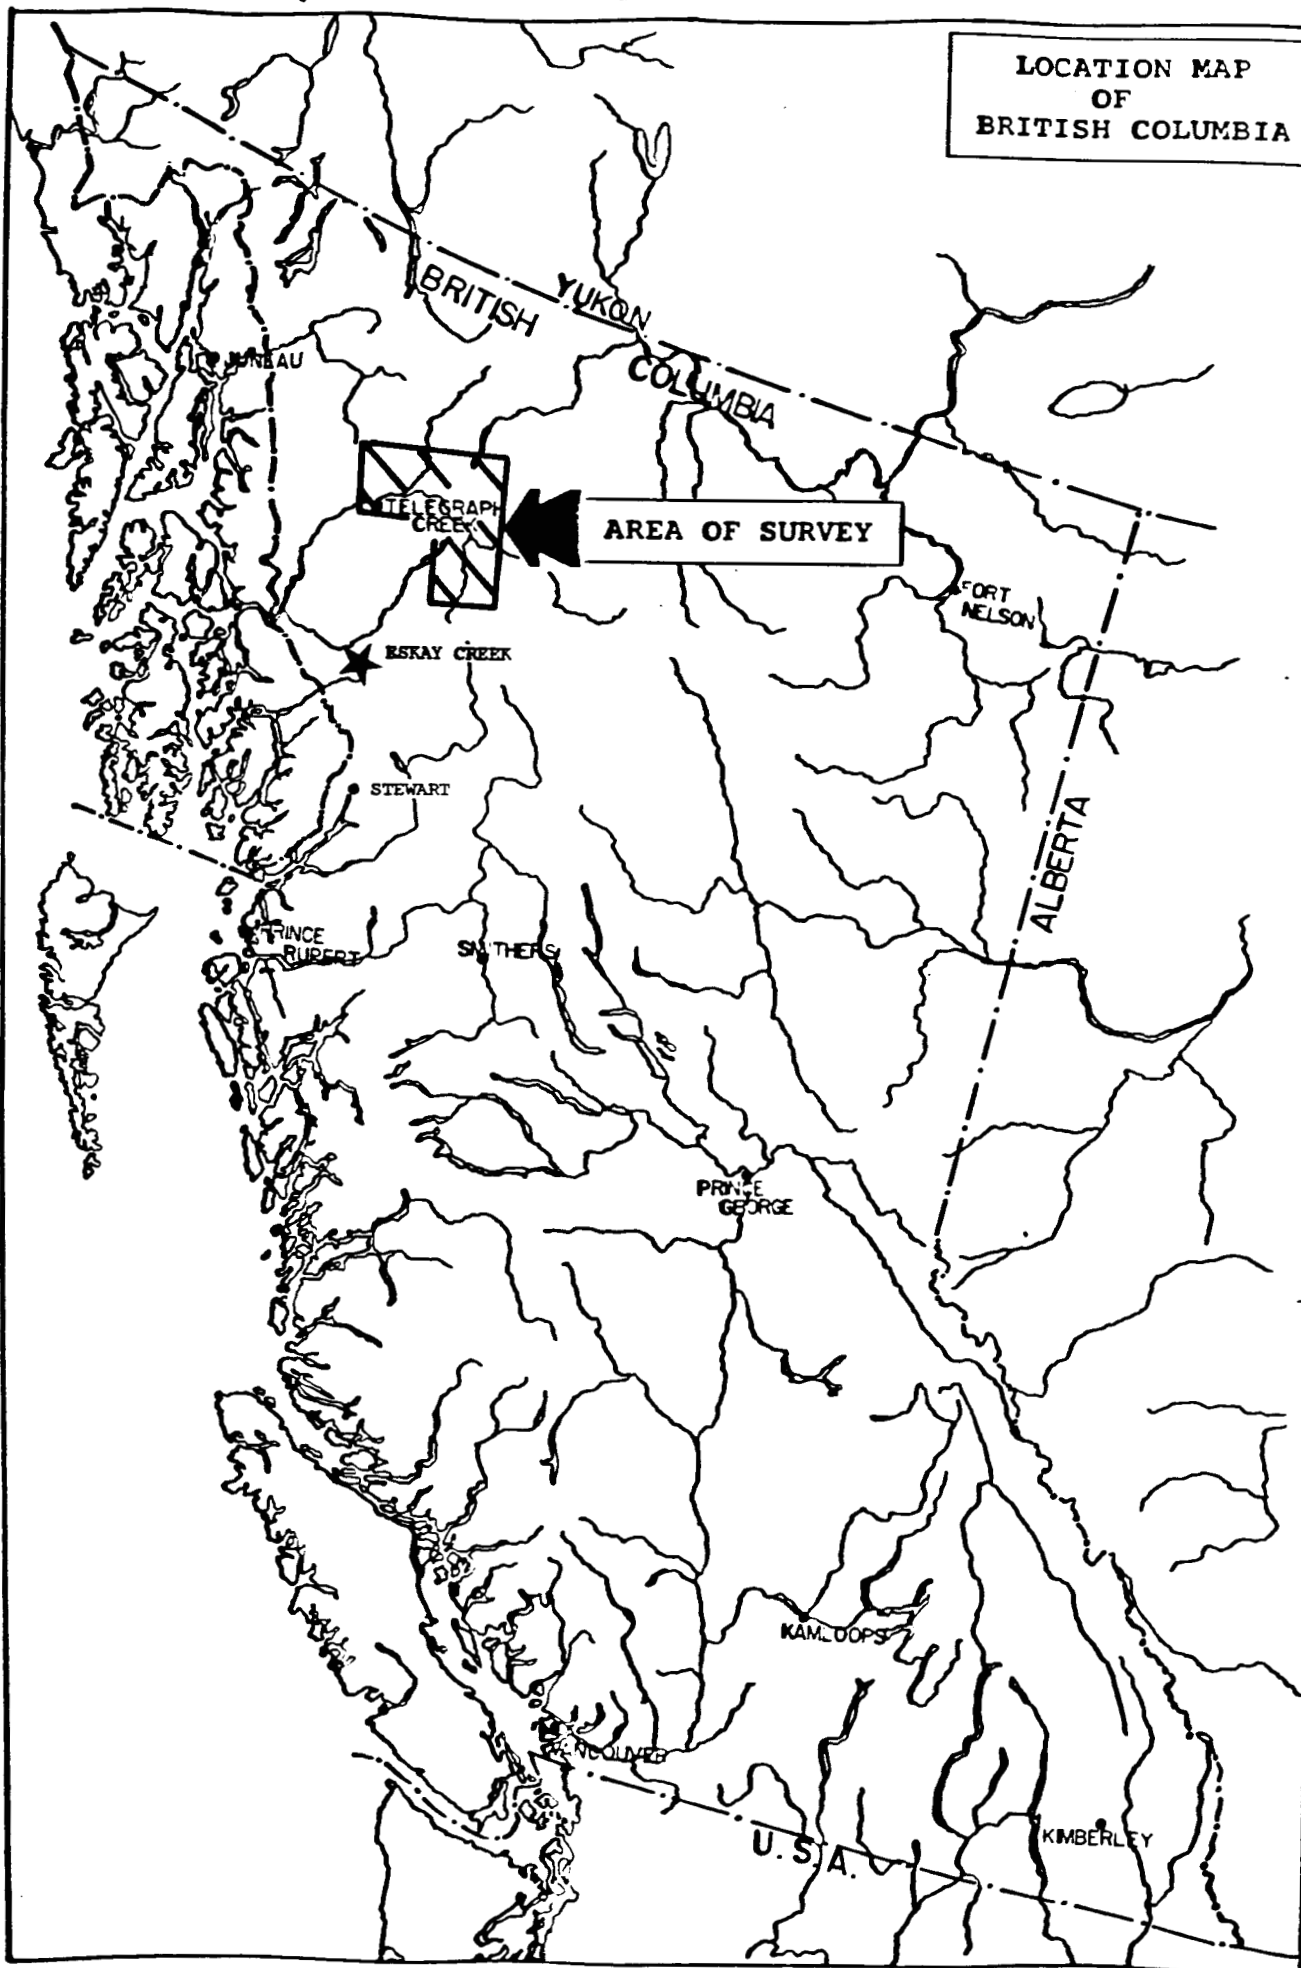 LOCATION MAP
OF
BRITISH COLUMBIA
YUKON
BRITISH
COLUMBIA
JUNEAU
TELEGRAPH
CREEK
AREA OF SURVEY
FORT
NELSON
ESKAY CREEK
STEWART
ALBERTA
PRINCE
RUPERT
SMITHERS
PRINCE
GEORGE
KAMLOOPS
VANCOUVER
KIMBERLEY
U.S.A.